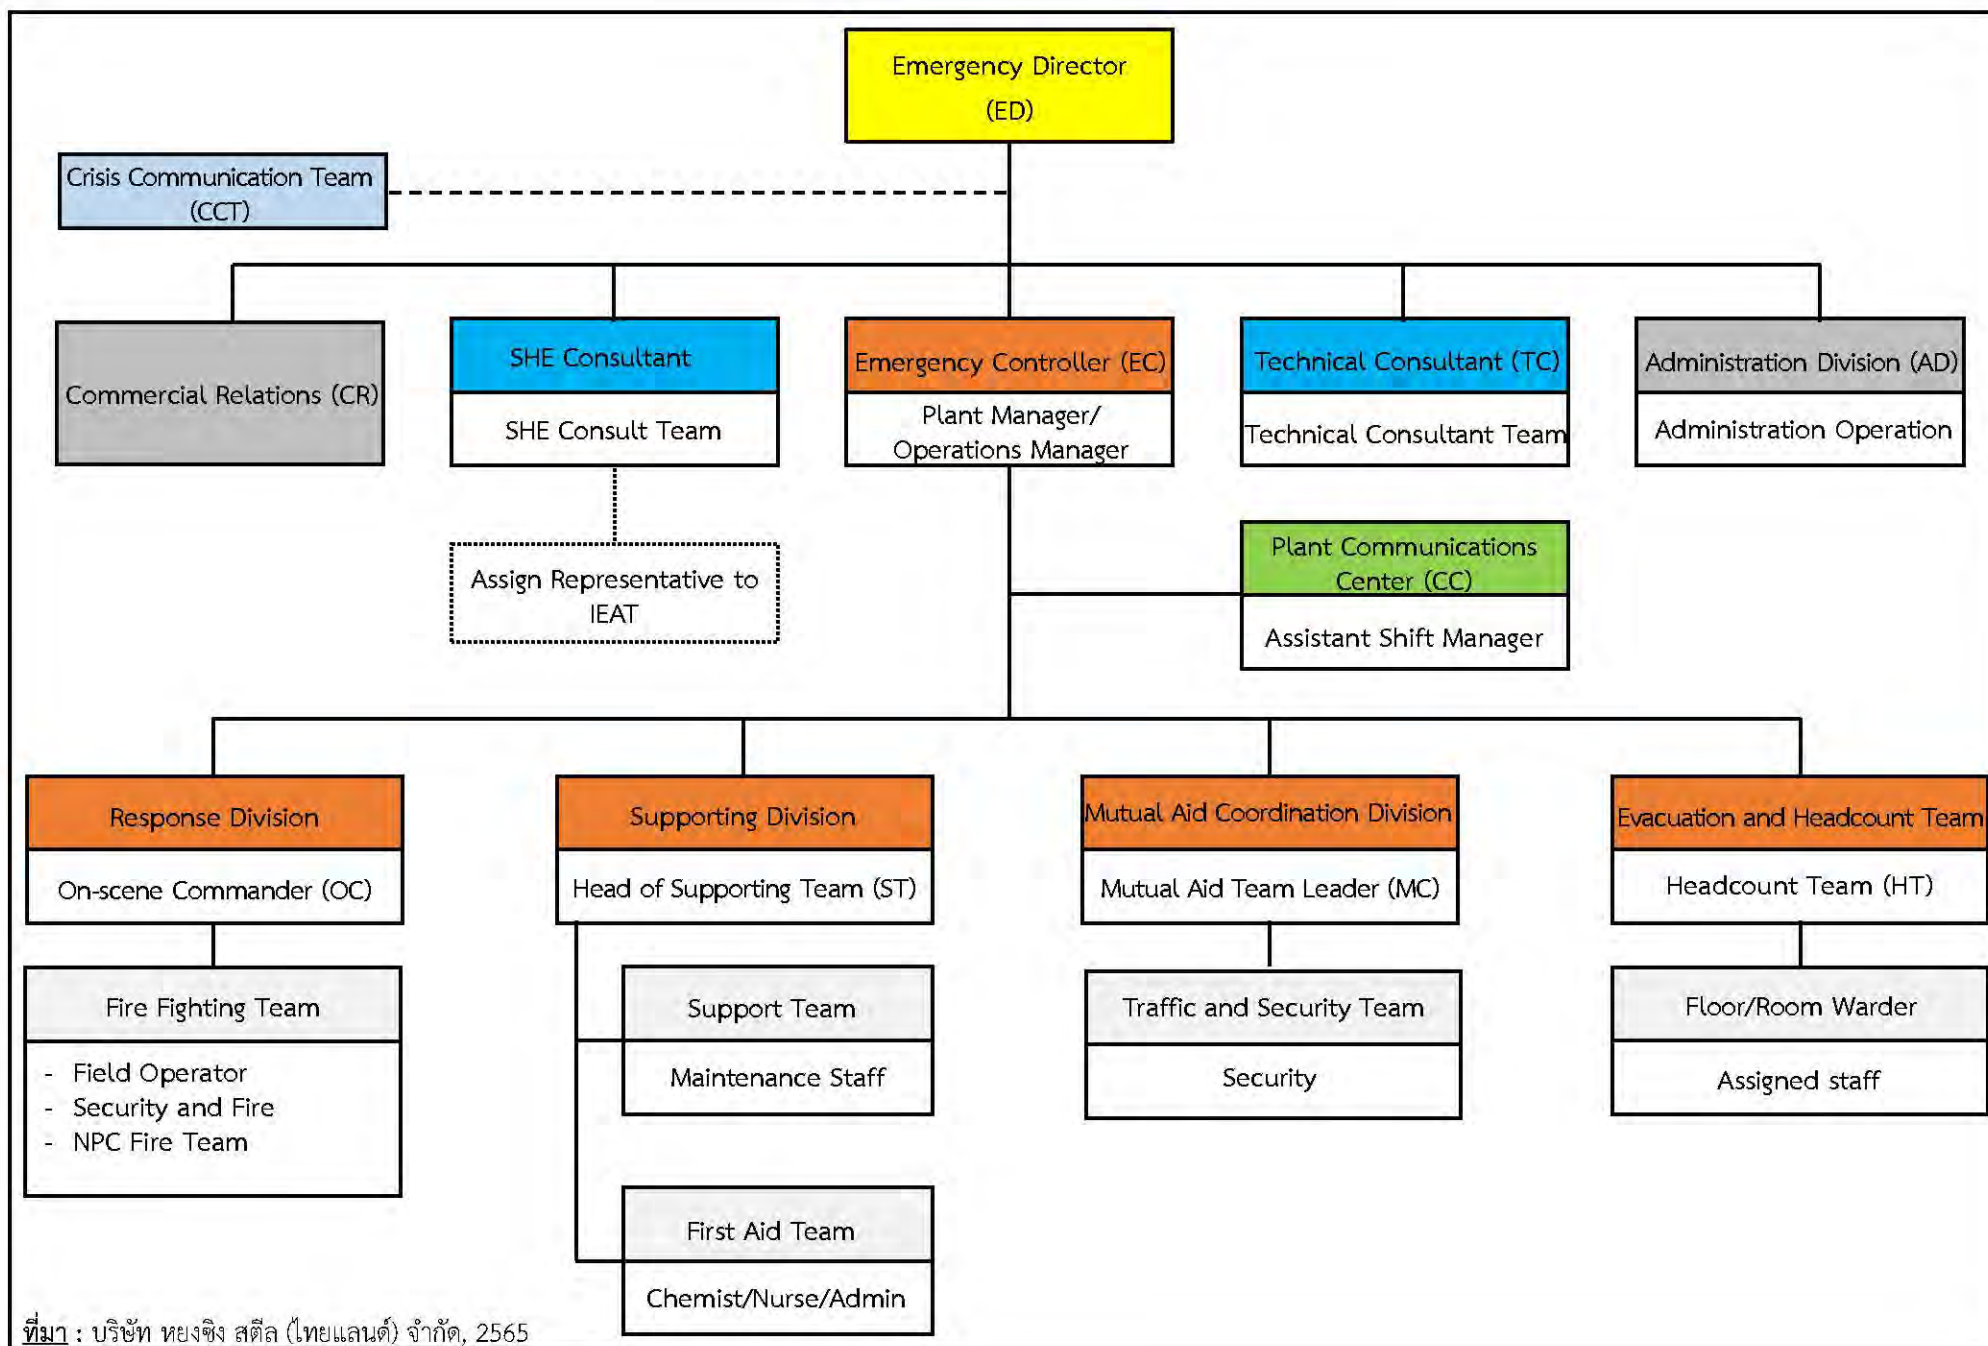 Emergency Director
(ED)
Crisis Communication Team
(CCT)
Commercial Relations (CR)
SHE Consultant
SHE Consult Team
Emergency Controller (EC)
Plant Manager/
Operations Manager
Technical Consultant (TC)
Technical Consultant Team
Administration Division (AD)
Administration Operation
Assign Representative to
IEAT
Plant Communications
Center (CC)
Assistant Shift Manager
Response Division
On-scene Commander (OC)
Supporting Division
Head of Supporting Team (ST)
Mutual Aid Coordination Division
Mutual Aid Team Leader (MC)
Evacuation and Headcount Team
Headcount Team (HT)
Fire Fighting Team
- Field Operator
- Security and Fire
- NPC Fire Team
Support Team
Maintenance Staff
First Aid Team
Chemist/Nurse/Admin
Traffic and Security Team
Security
Floor/Room Warder
Assigned staff
ที่มา : บริษัท หยงซิง สตีล (ไทยแลนด์) จำกัด, 2565